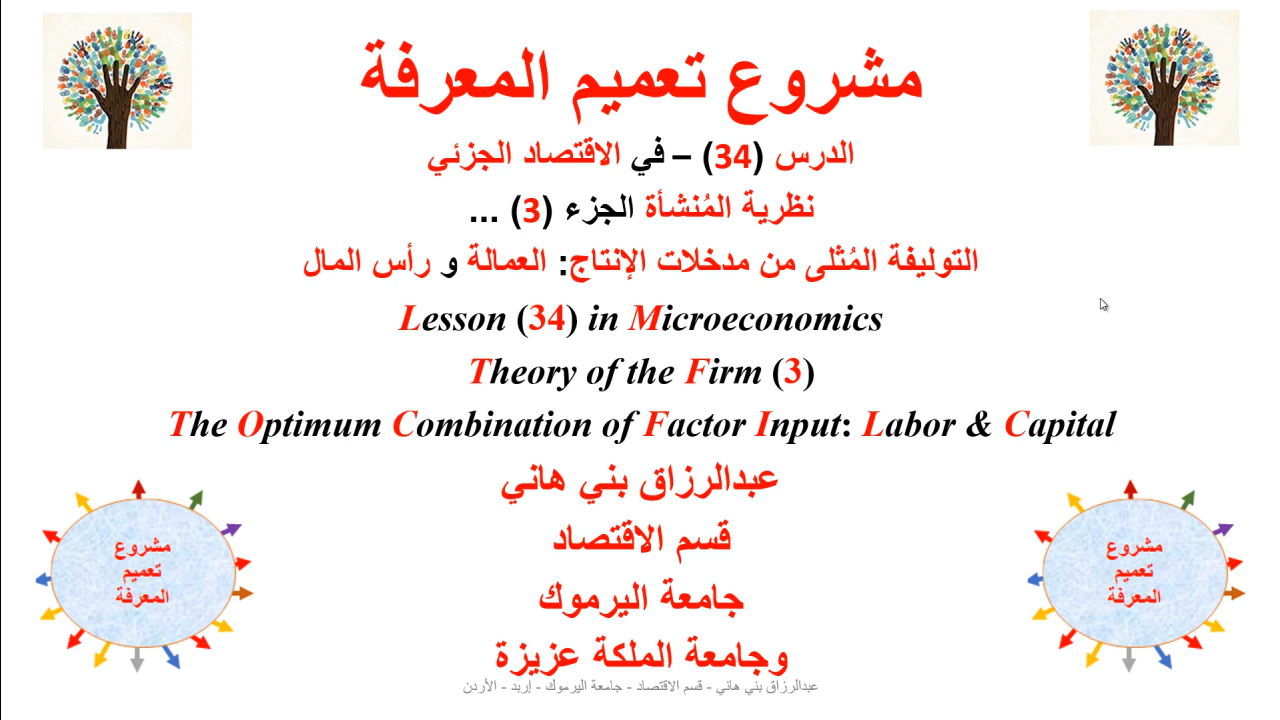 مشروع تعميم المعرفة
الدرس (34) – في الاقتصاد الجزئي
نظرية المُنشأة الجزء (3) ...
التوليفة المُثلى من مدخلات الإنتاج: العمالة و رأس المال
Lesson (34) in Microeconomics
Theory of the Firm (3)
The Optimum Combination of Factor Input: Labor & Capital
عبدالرزاق بني هاني
قسم الاقتصاد
جامعة اليرموك
وجامعة الملكة عزيزة
مشروع
تعميم
المعرفة
مشروع
تعميم
المعرفة
عبدالرزاق بني هاني - قسم الاقتصاد - جامعة اليرموك - إربد - الأردن